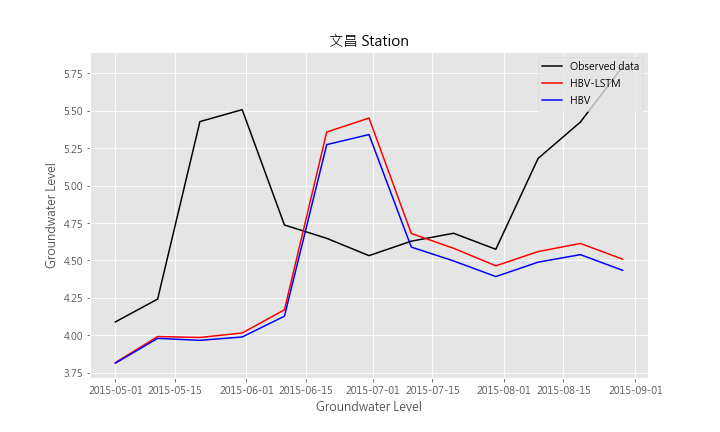 文昌 Station
Observed data
HBV-LSTM
HBV
Groundwater Level
5.75
5.50
5.25
5.00
4.75
4.50
4.25
4.00
3.75
2015-05-01 2015-05-15 2015-06-01 2015-06-15 2015-07-01 2015-07-15 2015-08-01 2015-08-15 2015-09-01
Groundwater Level